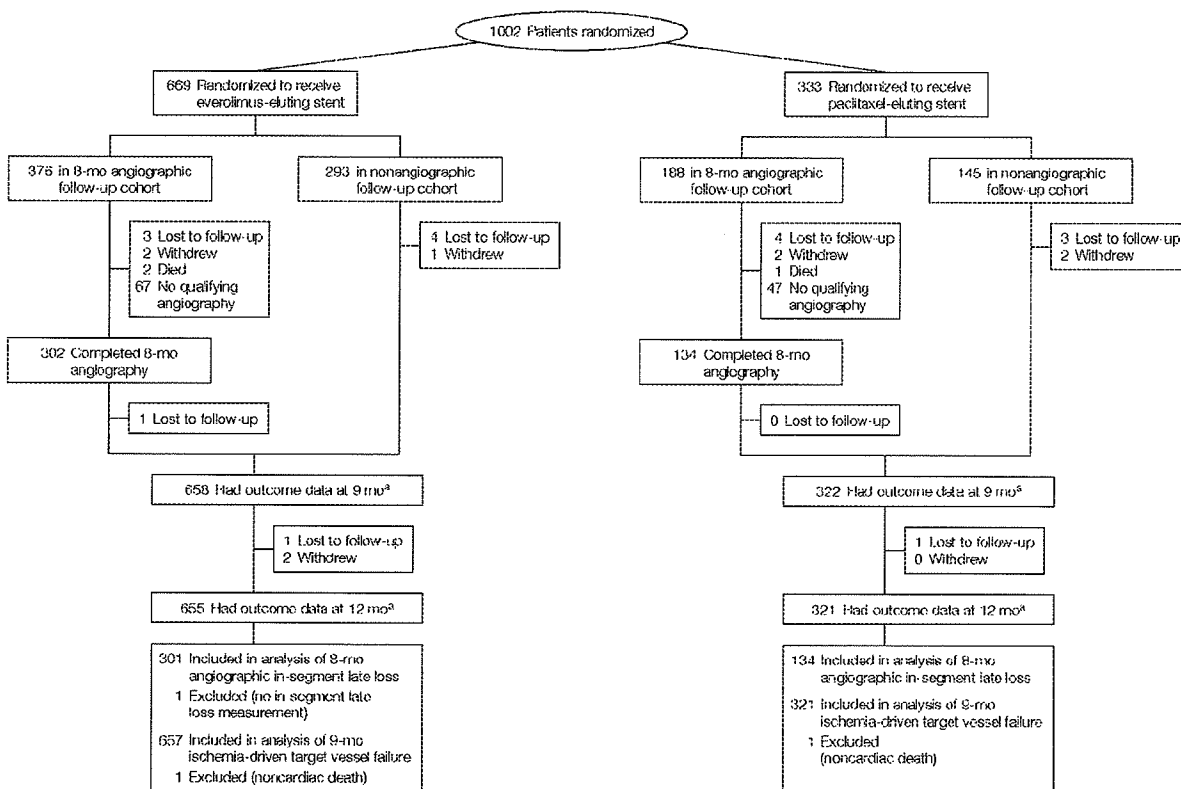 1002 Patients randomized
669 Randomized to receive
everolimus-eluting stent
333 Randomized to receive
paclitaxel-eluting stent
376 in 8-mo angiographic
follow-up cohort
293 in nonangiographic
follow-up cohort
188 in 8-mo angiographic
follow-up cohort
145 in nonangiographic
follow-up cohort
3 Lost to follow-up
2 Withdrew
2 Died
67 No qualifying
angiography
4 Lost to follow-up
1 Withdrew
4 Lost to follow-up
2 Withdrew
1 Died
47 No qualifying
angiography
3 Lost to follow-up
2 Withdrew
302 Completed 8-mo
angiography
134 Completed 8-mo
angiography
1 Lost to follow-up
0 Lost to follow-up
658 Had outcome data at 9 moᵃ
322 Had outcome data at 9 moᵃ
1 Lost to follow-up
2 Withdrew
1 Lost to follow-up
0 Withdrew
655 Had outcome data at 12 moᵃ
321 Had outcome data at 12 moᵃ
301 Included in analysis of 8-mo
angiographic in-segment late loss
1 Excluded (no in segment late
loss measurement)
657 Included in analysis of 9-mo
ischemia-driven target vessel failure
1 Excluded (noncardiac death)
134 Included in analysis of 8-mo
angiographic in-segment late loss
321 Included in analysis of 9-mo
ischemia-driven target vessel failure
1 Excluded
(noncardiac death)